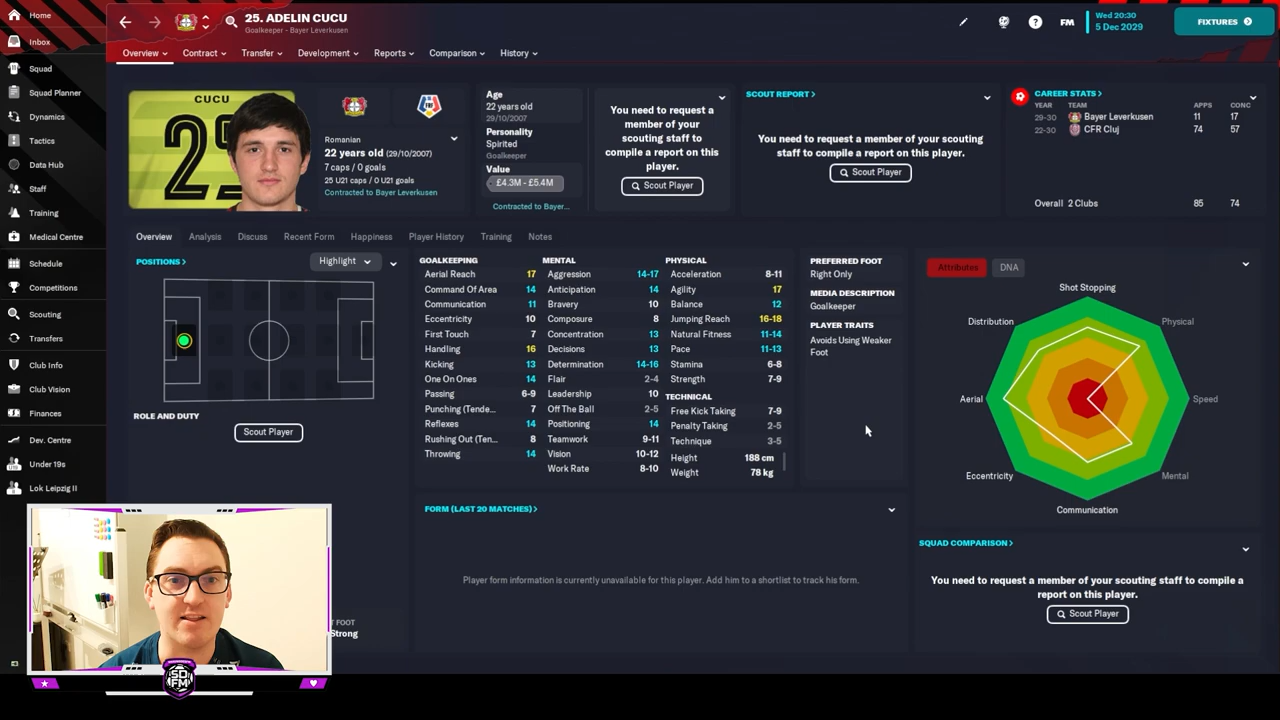 Home
Inbox
Squad
Squad Planner
Dynamics
Tactics
Data Hub
Staff
Training
Medical Centre
Schedule
Competitions
Scouting
Transfers
Club Info
Club Vision
Finances
Dev. Centre
Under 19s
Lok Leipzig II
25. ADELIN CUCU
Goalkeeper - Bayer Leverkusen
FM
Wed 20:30
5 Dec 2029
FIXTURES
Overview
Contract
Transfer
Development
Reports
Comparison
History
CUCU
Romanian
22 years old (29/10/2007)
7 caps / 0 goals
25 U21 caps / 0 U21 goals
Contracted to Bayer Leverkusen
Age
22 years old
29/10/2007
Personality
Spirited
Goalkeeper
Value
£4.3M - £5.4M
Contracted to Bayer...
You need to request a
member of your
scouting staff to
compile a report on this
player.
Scout Player
SCOUT REPORT >
You need to request a member of your scouting
staff to compile a report on this player.
Scout Player
CAREER STATS >
YEAR TEAM APPS CONC
29-30 Bayer Leverkusen 11 17
22-30 CFR Cluj 74 57
Overall 2 Clubs 85 74
Overview
Analysis
Discuss
Recent Form
Happiness
Player History
Training
Notes
POSITIONS >
Highlight
ROLE AND DUTY
Scout Player
GOALKEEPING
Aerial Reach 17
Command Of Area 14
Communication 11
Eccentricity 10
First Touch 7
Handling 16
Kicking 13
One On Ones 14
Passing 6-9
Punching (Tende... 7
Reflexes 14
Rushing Out (Ten... 8
Throwing 14
MENTAL
Aggression 14-17
Anticipation 14
Bravery 10
Composure 8
Concentration 13
Decisions 13
Determination 14-16
Flair 2-4
Leadership 10
Off The Ball 2-5
Positioning 14
Teamwork 9-11
Vision 10-12
Work Rate 8-10
PHYSICAL
Acceleration 8-11
Agility 17
Balance 12
Jumping Reach 16-18
Natural Fitness 11-14
Pace 11-13
Stamina 6-8
Strength 7-9
TECHNICAL
Free Kick Taking 7-9
Penalty Taking 2-5
Technique 3-5
Height 188 cm
Weight 78 kg
PREFERRED FOOT
Right Only
MEDIA DESCRIPTION
Goalkeeper
PLAYER TRAITS
Avoids Using Weaker
Foot
Attributes
DNA
Shot Stopping
Distribution
Physical
Aerial
Speed
Eccentricity
Mental
Communication
FORM (LAST 20 MATCHES) >
Player form information is currently unavailable for this player. Add him to a shortlist to track his form.
SQUAD COMPARISON >
You need to request a member of your scouting staff to compile a
report on this player.
Scout Player
FOOT
Strong
SD
FM